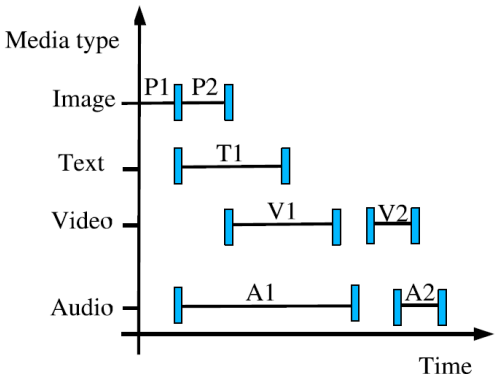 Media type
P1 P2
Image
T1
Text
V1 V2
Video
A1 A2
Audio
Time